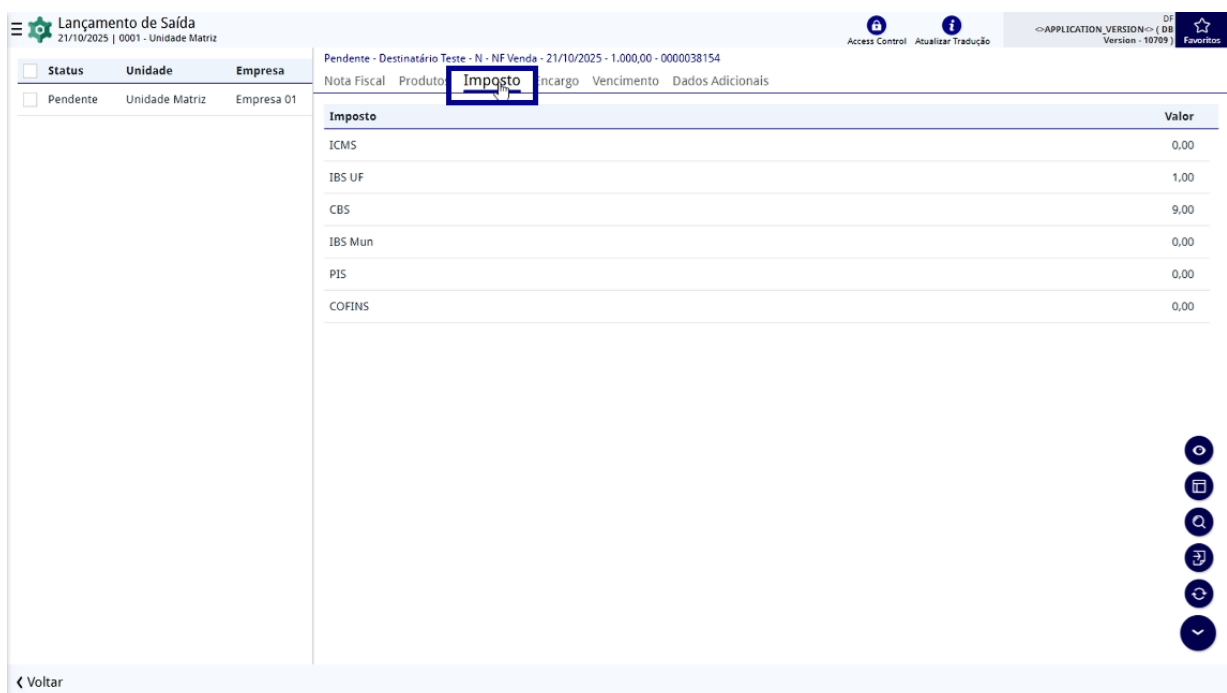 Lançamento de Saída
21/10/2025 | 0001 - Unidade Matriz
Access Control
Atualizar Tradução
DF
<>APPLICATION_VERSION<> ( DB
Version - 10709 )
Favoritos
Status Unidade Empresa
Pendente Unidade Matriz Empresa 01
Pendente - Destinatário Teste - N - NF Venda - 21/10/2025 - 1.000,00 - 0000038154
Nota Fiscal Produtos Imposto Encargo Vencimento Dados Adicionais
Imposto Valor
ICMS 0,00
IBS UF 1,00
CBS 9,00
IBS Mun 0,00
PIS 0,00
COFINS 0,00
Voltar